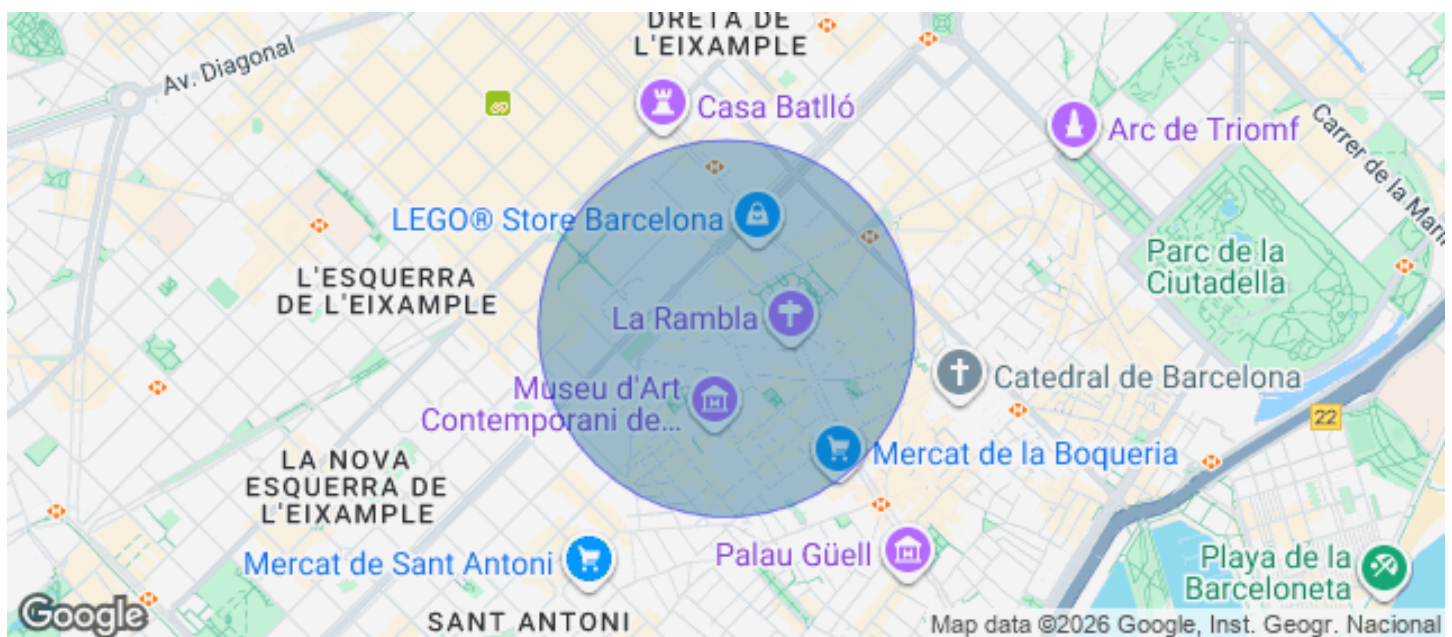 DRETA DE
L'EIXAMPLE
Av. Diagonal
Casa Batlló
Arc de Triomf
Carrer de la Marin
LEGO® Store Barcelona
Parc de la
Ciutadella
L'ESQUERRA
DE L'EIXAMPLE
La Rambla
Museu d'Art
Contemporani de...
Catedral de Barcelona
22
LA NOVA
ESQUERRA DE
L'EIXAMPLE
Mercat de la Boqueria
Mercat de Sant Antoni
Palau Güell
Playa de la
Barceloneta
SANT ANTONI
Google
Map data ©2026 Google, Inst. Geogr. Nacional